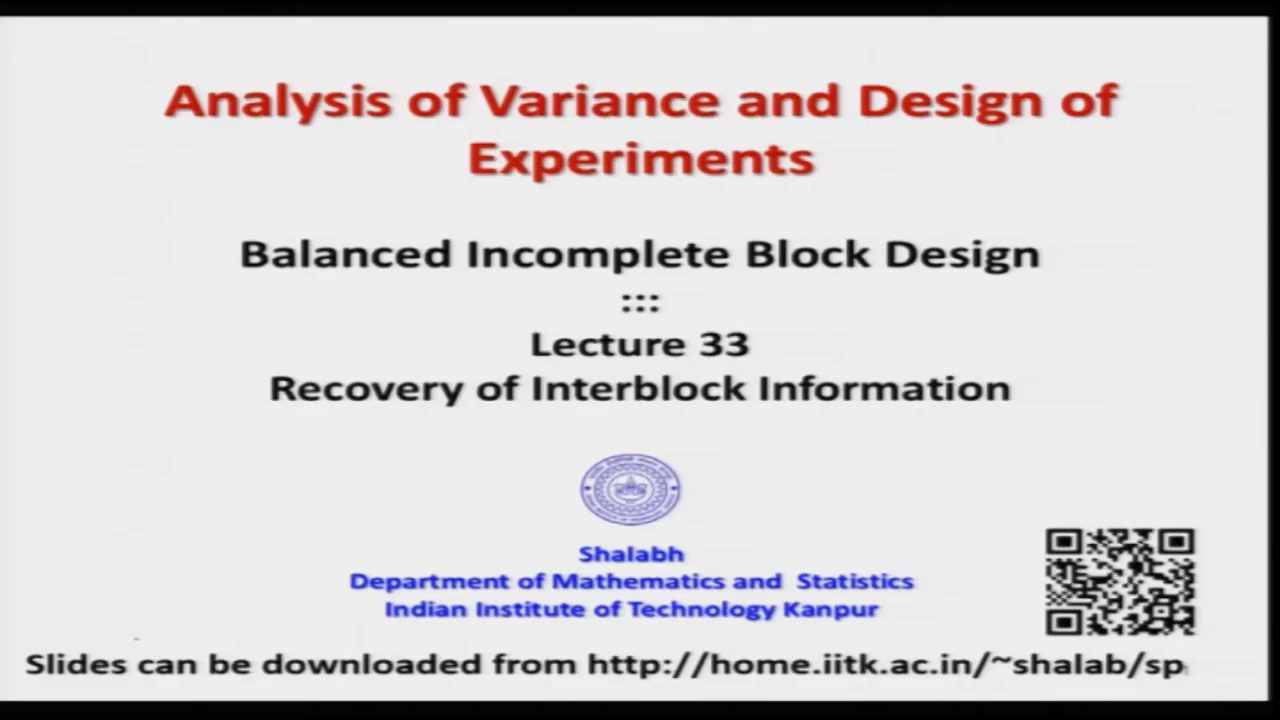 Analysis of Variance and Design of
Experiments
Balanced Incomplete Block Design
:::
Lecture 33
Recovery of Interblock Information
Shalabh
Department of Mathematics and Statistics
Indian Institute of Technology Kanpur
Slides can be downloaded from http://home.iitk.ac.in/~shalab/sp